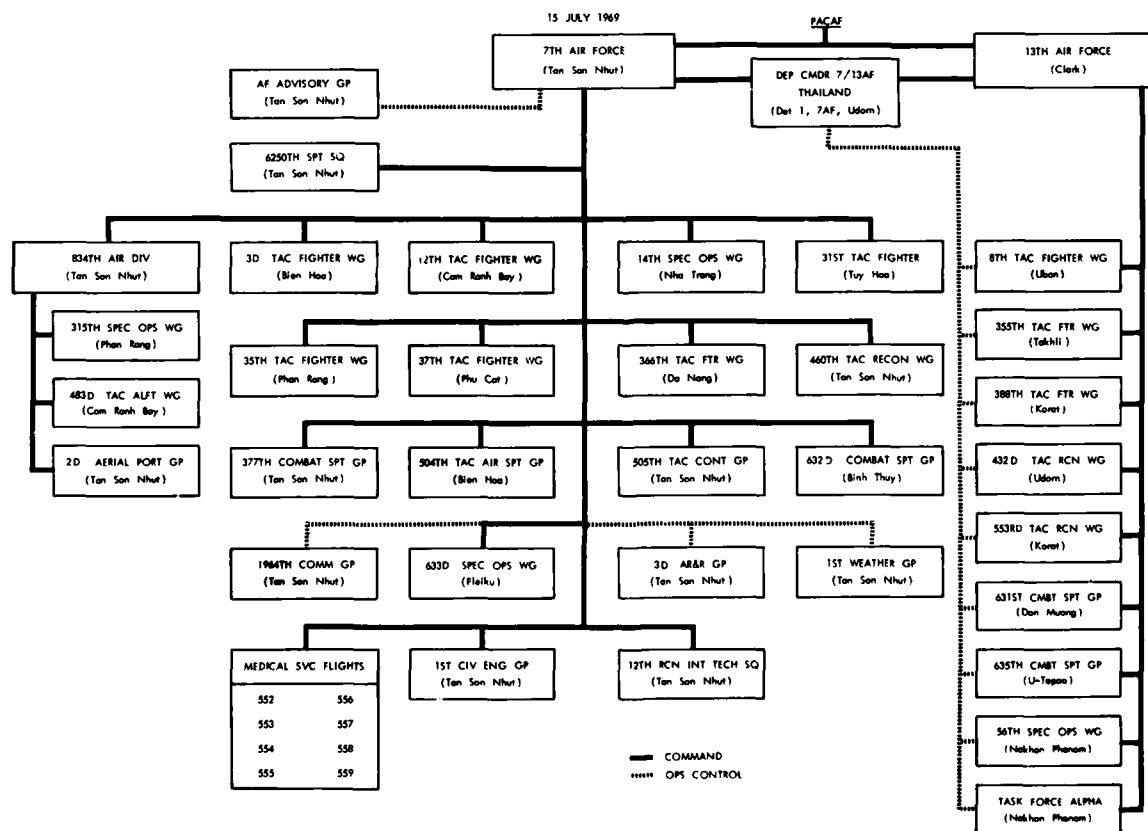 15 JULY 1969
PACAF
7TH AIR FORCE
(Tan Son Nhut)
13TH AIR FORCE
(Clark)
DEP CMDR 7/13AF
THAILAND
(Det 1, 7AF, Udorn)
AF ADVISORY GP
(Tan Son Nhut)
6250TH SPT SQ
(Tan Son Nhut)
834TH AIR DIV
(Tan Son Nhut)
3D TAC FIGHTER WG
(Bien Hoa)
12TH TAC FIGHTER WG
(Cam Ranh Bay)
14TH SPEC OPS WG
(Nha Trang)
31ST TAC FIGHTER
(Tuy Hoa)
8TH TAC FIGHTER WG
(Ubon)
315TH SPEC OPS WG
(Phan Rang)
35TH TAC FIGHTER WG
(Phan Rang)
37TH TAC FIGHTER WG
(Phu Cat)
366TH TAC FTR WG
(Da Nang)
460TH TAC RECON WG
(Tan Son Nhut)
355TH TAC FTR WG
(Takhli)
483D TAC ALFT WG
(Cam Ranh Bay)
388TH TAC FTR WG
(Korat)
2D AERIAL PORT GP
(Tan Son Nhut)
377TH COMBAT SPT GP
(Tan Son Nhut)
504TH TAC AIR SPT GP
(Bien Hoa)
505TH TAC CONT GP
(Tan Son Nhut)
632D COMBAT SPT GP
(Binh Thuy)
432D TAC RCN WG
(Udorn)
553RD TAC RCN WG
(Korat)
1964TH COMM GP
(Tan Son Nhut)
633D SPEC OPS WG
(Pleiku)
3D AR&R GP
(Tan Son Nhut)
1ST WEATHER GP
(Tan Son Nhut)
631ST CMBT SPT GP
(Don Muang)
MEDICAL SVC FLIGHTS
552 556
553 557
554 558
555 559
1ST CIV ENG GP
(Tan Son Nhut)
12TH RCN INT TECH SQ
(Tan Son Nhut)
635TH CMBT SPT GP
(U-Tapao)
56TH SPEC OPS WG
(Nakhon Phanom)
COMMAND
OPS CONTROL
TASK FORCE ALPHA
(Nakhon Phanom)